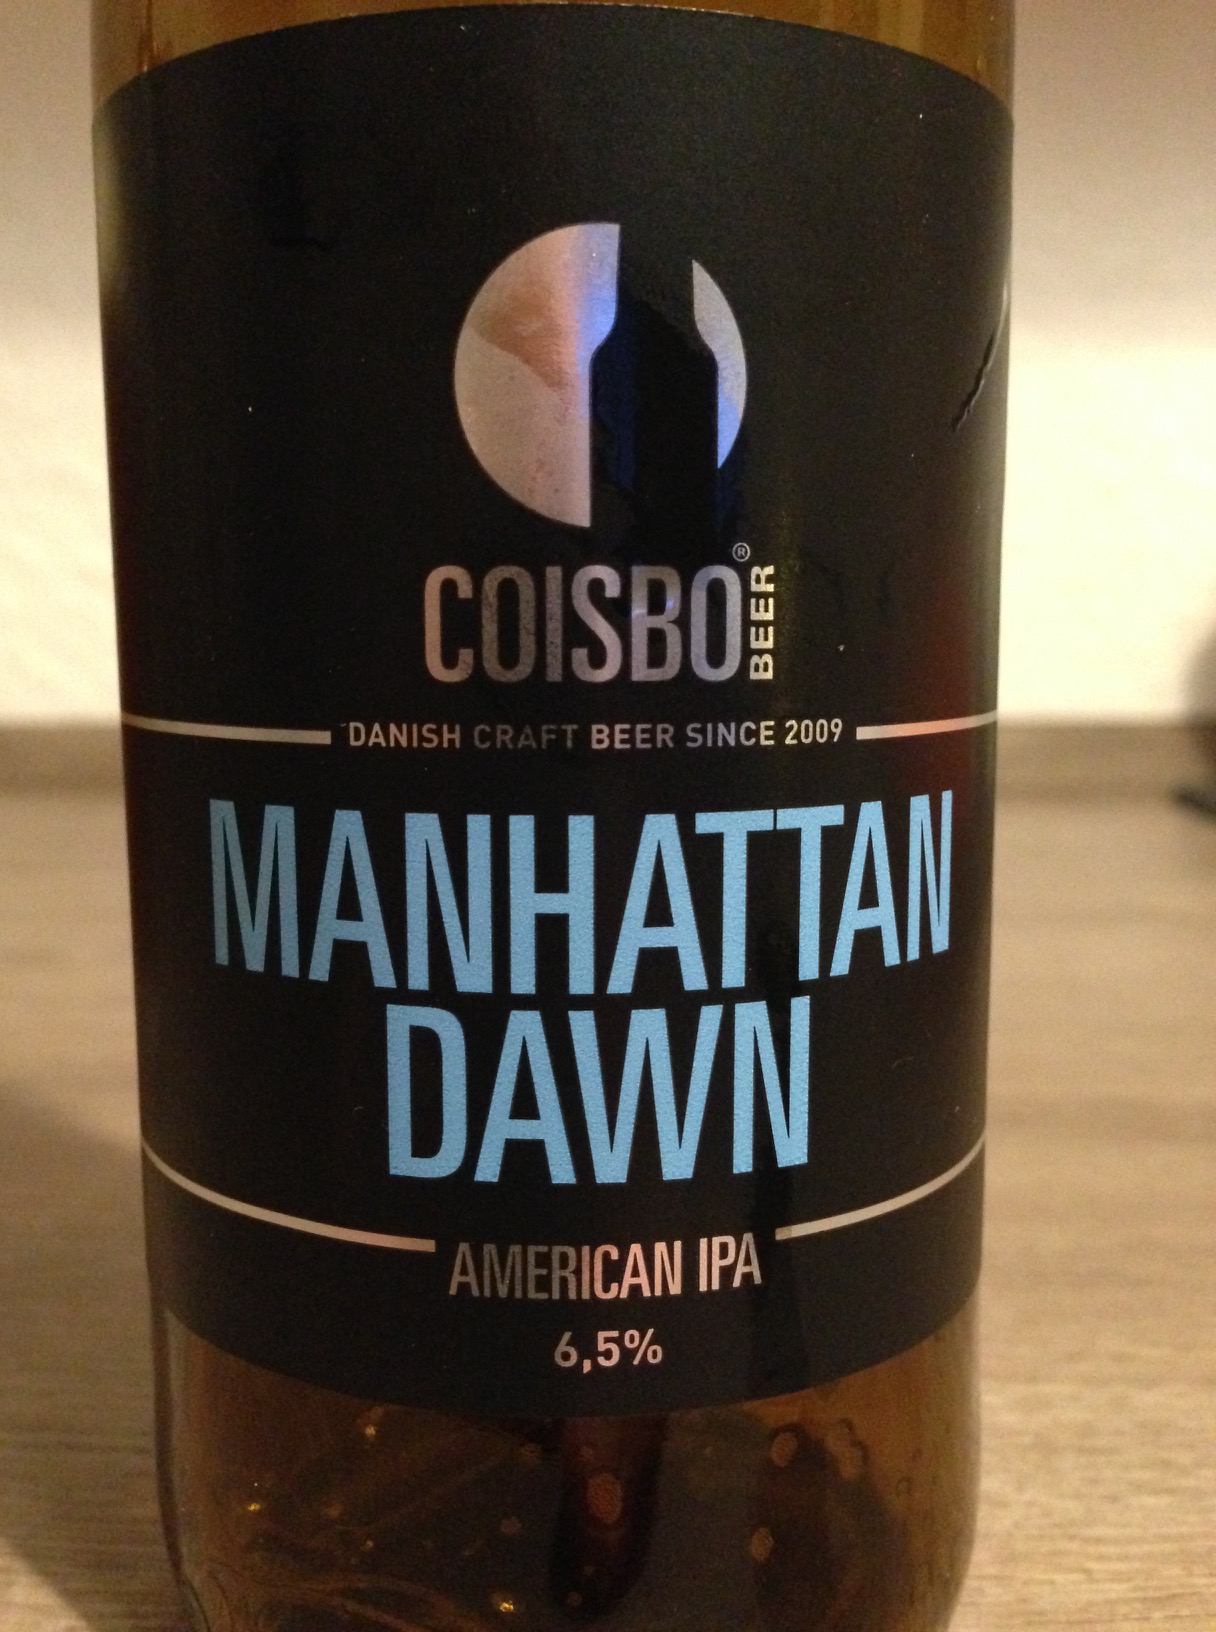 COISBO® BEER
DANISH CRAFT BEER SINCE 2009
MANHATTAN
DAWN
AMERICAN IPA
6,5%